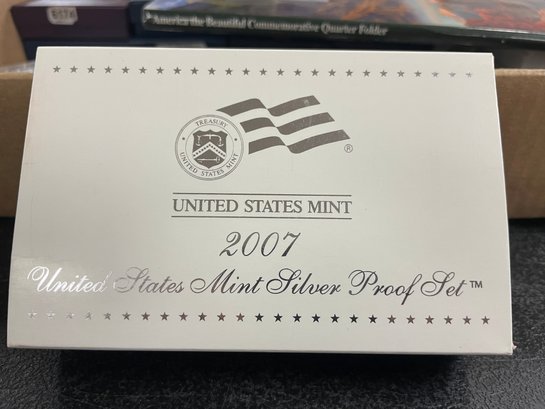 5174
America the Beautiful Commemorative Quarter Folder
TREASURY
UNITED STATES MINT
®
UNITED STATES MINT
2007
United States Mint Silver Proof Set™